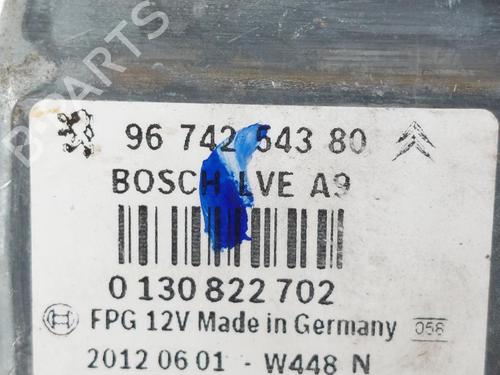 96 742 543 80
BOSCH LVE A9
0 130 822 702
FPG 12V Made in Germany 058
2012 06 01 - W448 N
B-PARTS
B-PARTS